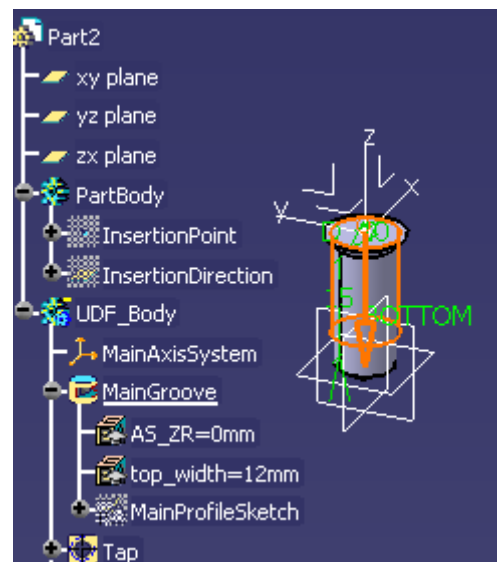 Part2
xy plane
yz plane
zx plane
PartBody
InsertionPoint
InsertionDirection
UDF_Body
MainAxisSystem
MainGroove
AS_ZR=0mm
top_width=12mm
MainProfileSketch
Tap
z
x
y
BOTTOM